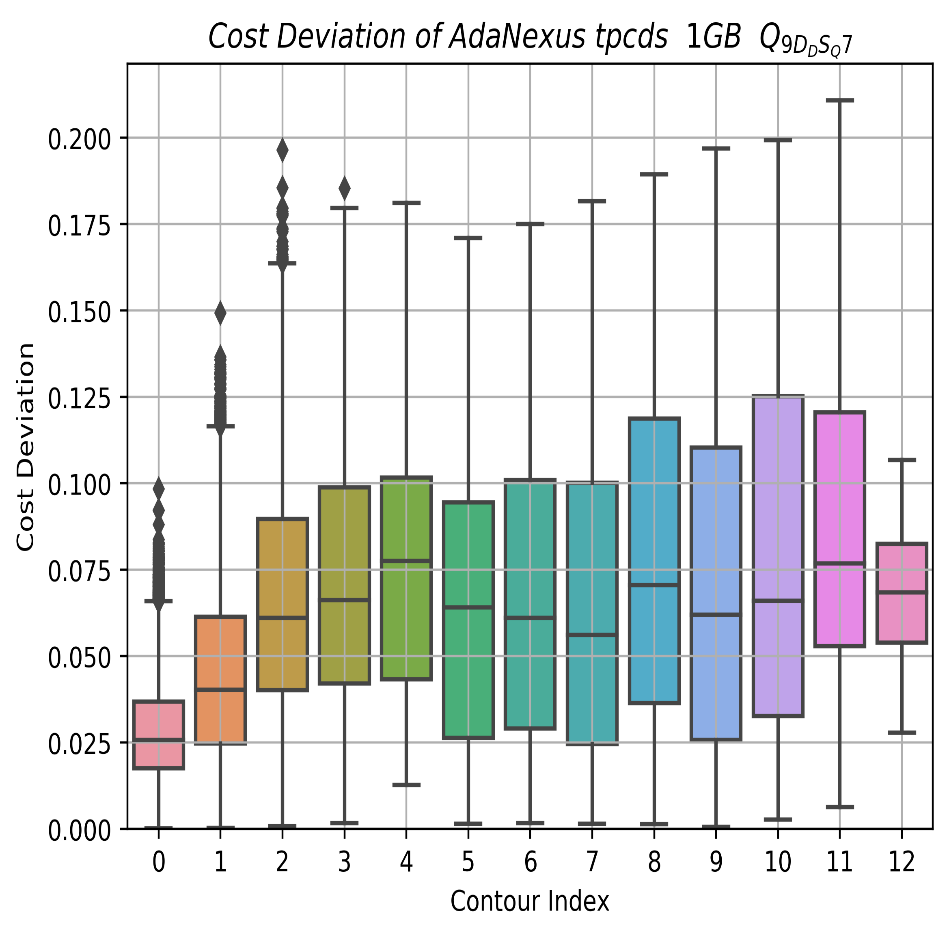 Cost Deviation of AdaNexus tpcds 1GB Q9DDSQ7
0.200
0.175
0.150
0.125
0.100
0.075
0.050
0.025
0.000
Cost Deviation
0 1 2 3 4 5 6 7 8 9 10 11 12
Contour Index